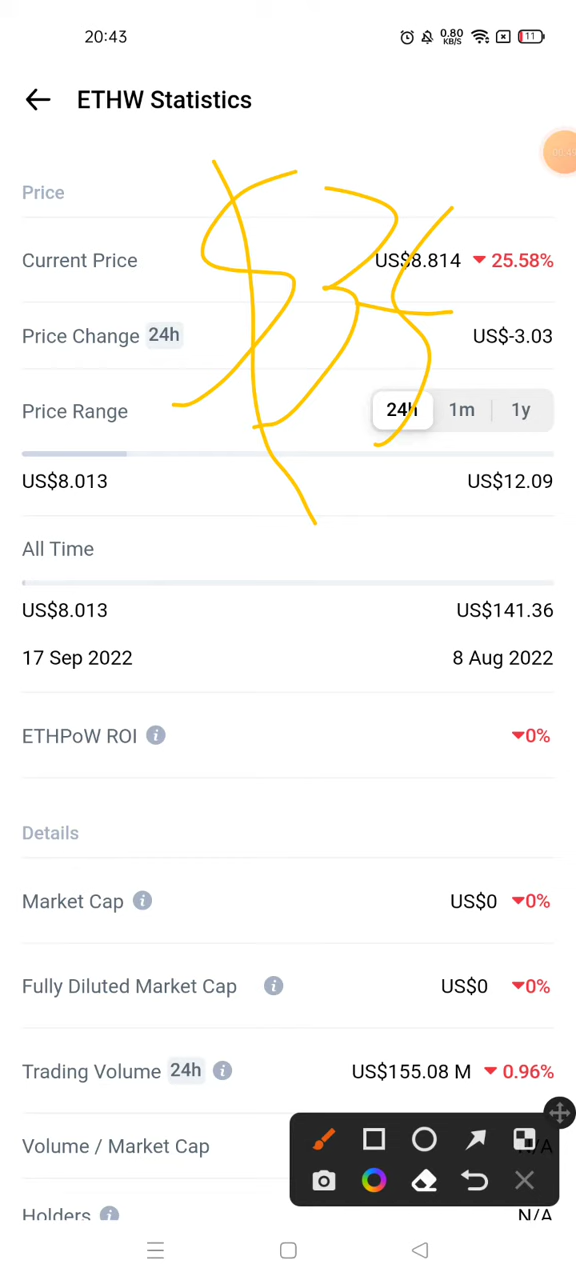 20:43 0.80 KB/S 11
ETHW Statistics
Price
Current Price US$8.814 25.58%
Price Change 24h US$-3.03
Price Range 24h 1m 1y
US$8.013 US$12.09
All Time
US$8.013 US$141.36
17 Sep 2022 8 Aug 2022
ETHPoW ROI 0%
Details
Market Cap US$0 0%
Fully Diluted Market Cap US$0 0%
Trading Volume 24h US$155.08 M 0.96%
Volume / Market Cap
Holders N/A